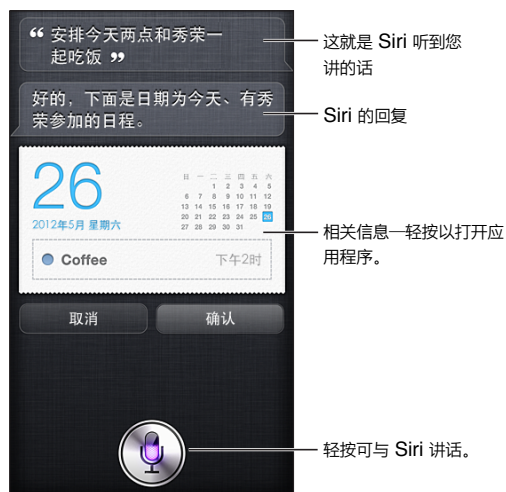 “ 安排今天两点和秀荣一
起吃饭 ”
这就是 Siri 听到您
讲的话
好的，下面是日期为今天、有秀
荣参加的日程。
Siri 的回复
26
2012年5月 星期六
日 一 二 三 四 五 六
1 2 3 4 5
6 7 8 9 10 11 12
13 14 15 16 17 18 19
20 21 22 23 24 25 26
27 28 29 30 31
Coffee 下午2时
相关信息—轻按以打开应
用程序。
取消 确认
轻按可与 Siri 讲话。